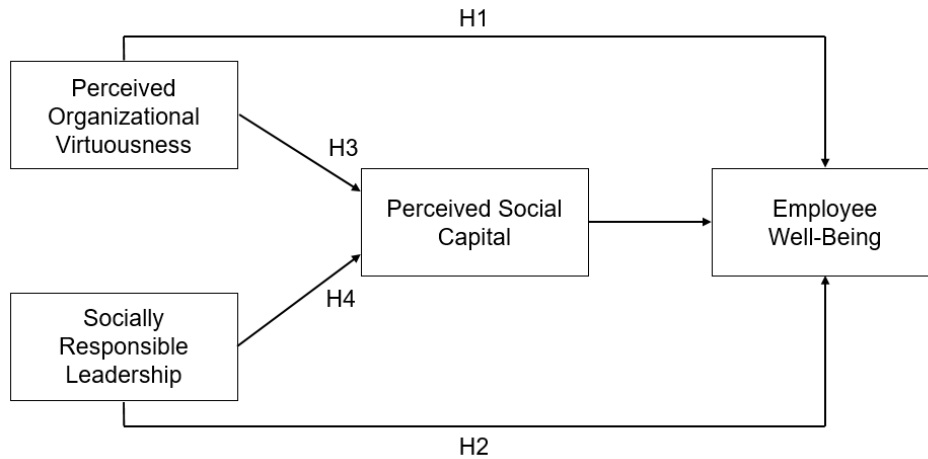 H1
Perceived
Organizational
Virtuousness
H3
Perceived Social
Capital
Employee
Well-Being
H4
Socially
Responsible
Leadership
H2